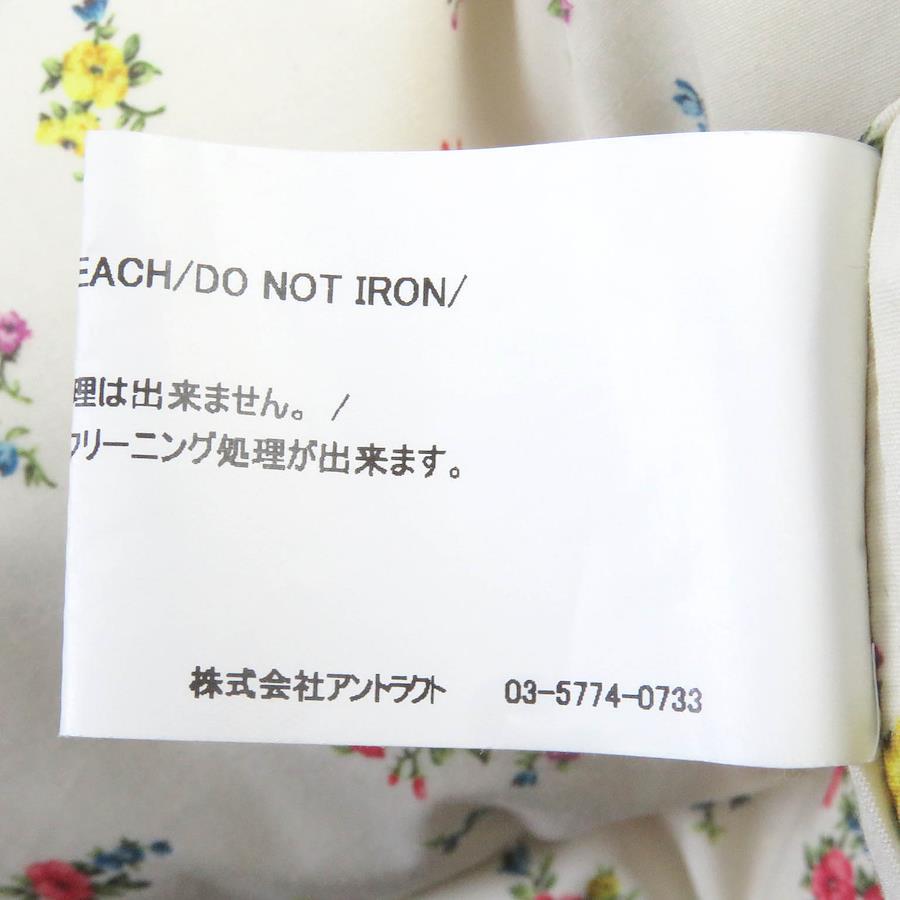 EACH/DO NOT IRON/
理は出来ません。/
クリーニング処理が出来ます。
株式会社アントラクト 03-5774-0733